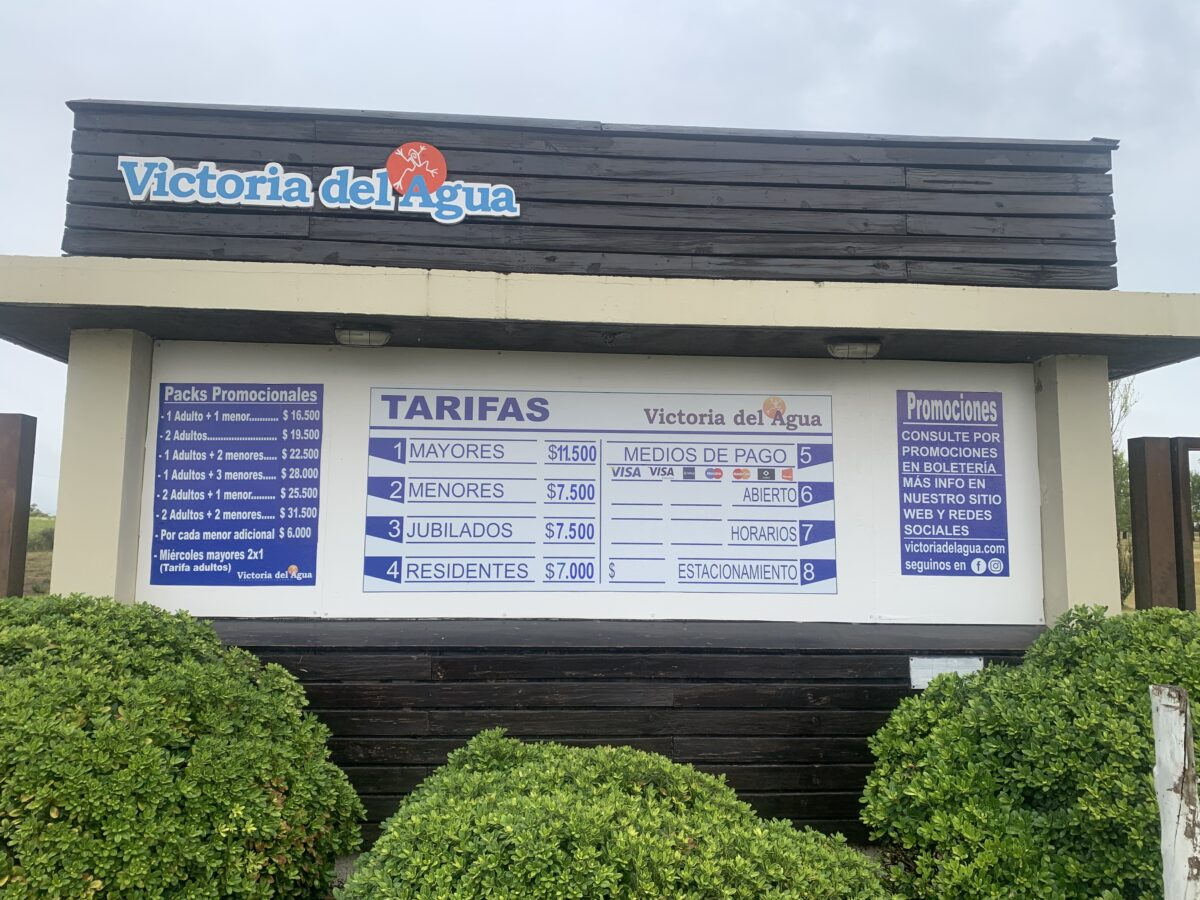 Victoria del Agua
Packs Promocionales
- 1 Adulto + 1 menor.......... $ 16.500
- 2 Adultos....................... $ 19.500
- 1 Adultos + 2 menores..... $ 22.500
- 1 Adultos + 3 menores..... $ 28.000
- 2 Adultos + 1 menor........ $ 25.500
- 2 Adultos + 2 menores.... $ 31.500
- Por cada menor adicional $ 6.000
- Miércoles mayores 2x1
(Tarifa adultos)
Victoria del Agua
TARIFAS
Victoria del Agua
1 MAYORES $11.500
2 MENORES $7.500
3 JUBILADOS $7.500
4 RESIDENTES $7.000
MEDIOS DE PAGO 5
VISA VISA
ABIERTO 6
HORARIOS 7
$ ESTACIONAMIENTO 8
Promociones
CONSULTE POR
PROMOCIONES
EN BOLETERÍA
MÁS INFO EN
NUESTRO SITIO
WEB Y REDES
SOCIALES
victoriadelagua.com
seguinos en